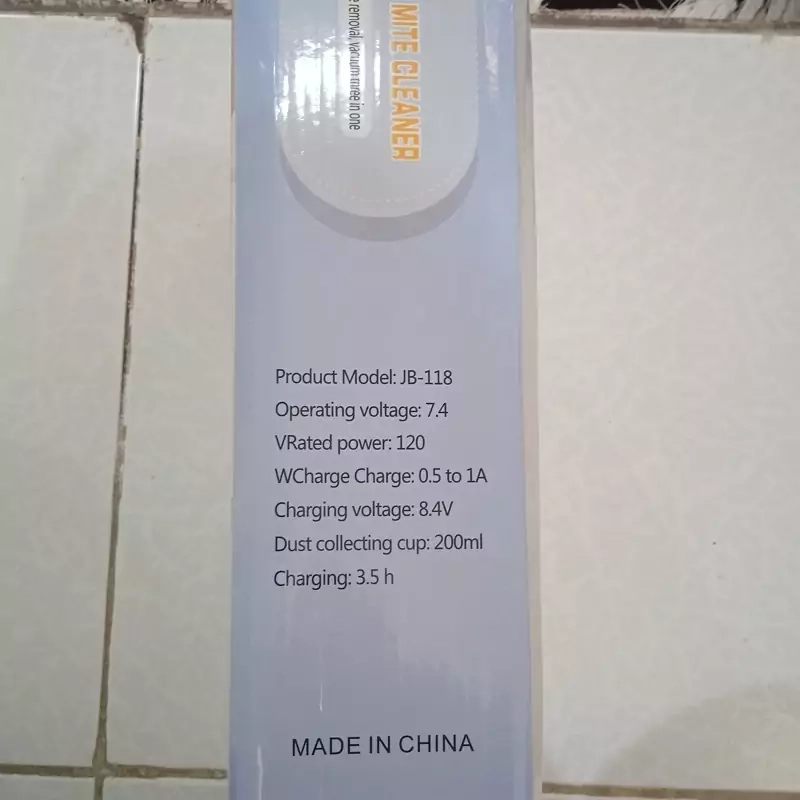 MITE CLEANER
removal, vacuum three in one
Product Model: JB-118
Operating voltage: 7.4
VRated power: 120
WCharge Charge: 0.5 to 1A
Charging voltage: 8.4V
Dust collecting cup: 200ml
Charging: 3.5 h
MADE IN CHINA